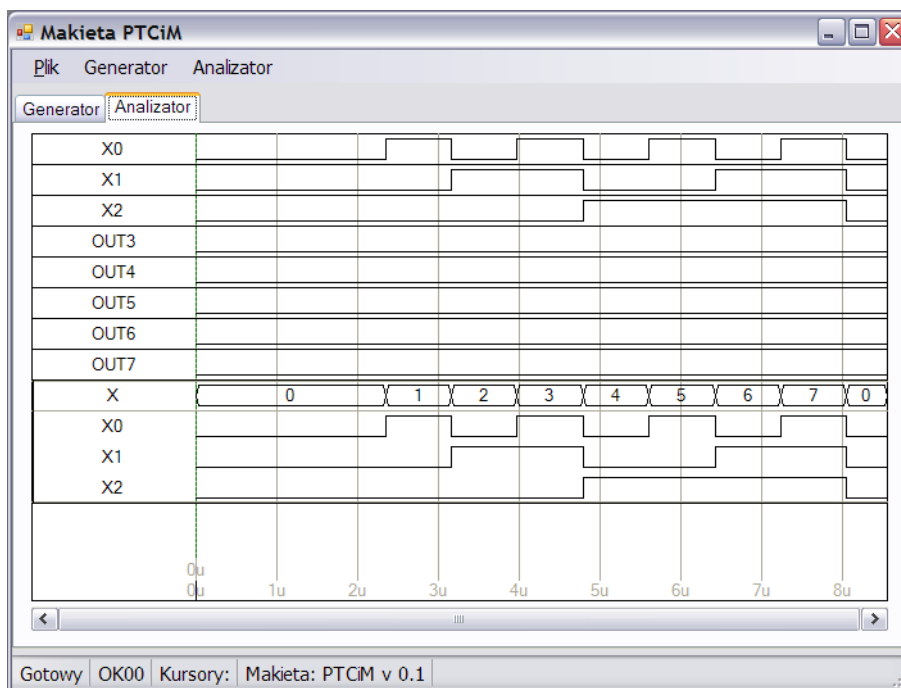 Makieta PTCiM
Plik Generator Analizator
Generator Analizator
X0
X1
X2
OUT3
OUT4
OUT5
OUT6
OUT7
X 0 1 2 3 4 5 6 7 0
X0
X1
X2
0u
0u 1u 2u 3u 4u 5u 6u 7u 8u
Gotowy OK00 Kursory: Makieta: PTCiM v 0.1